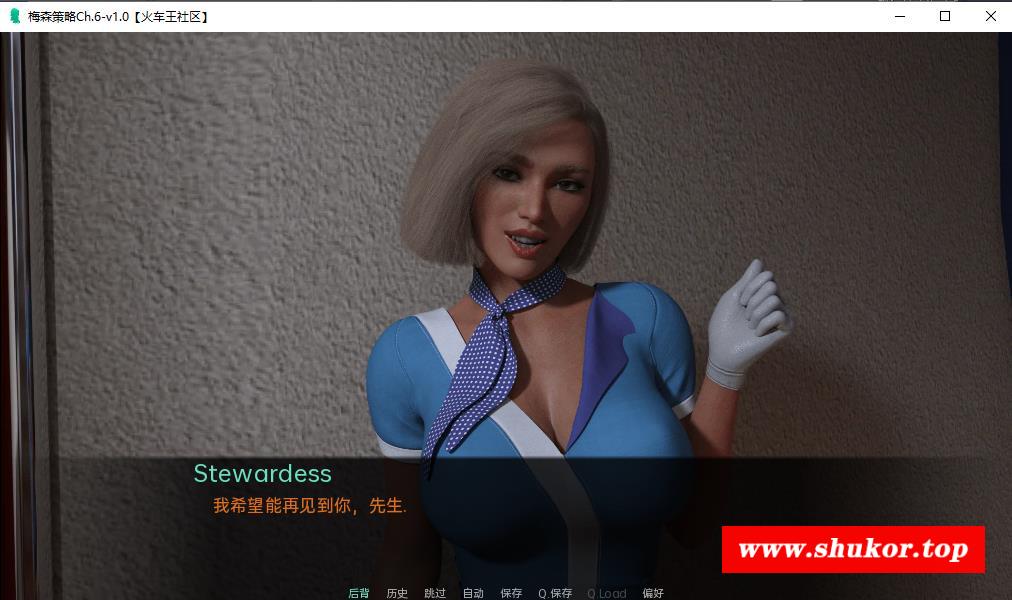 梅森策略Ch.6-v1.0【火车王社区】
Stewardess
我希望能再见到你，先生.
www.shukor.top
后背 历史 跳过 自动 保存 Q.保存 Q.Load 偏好